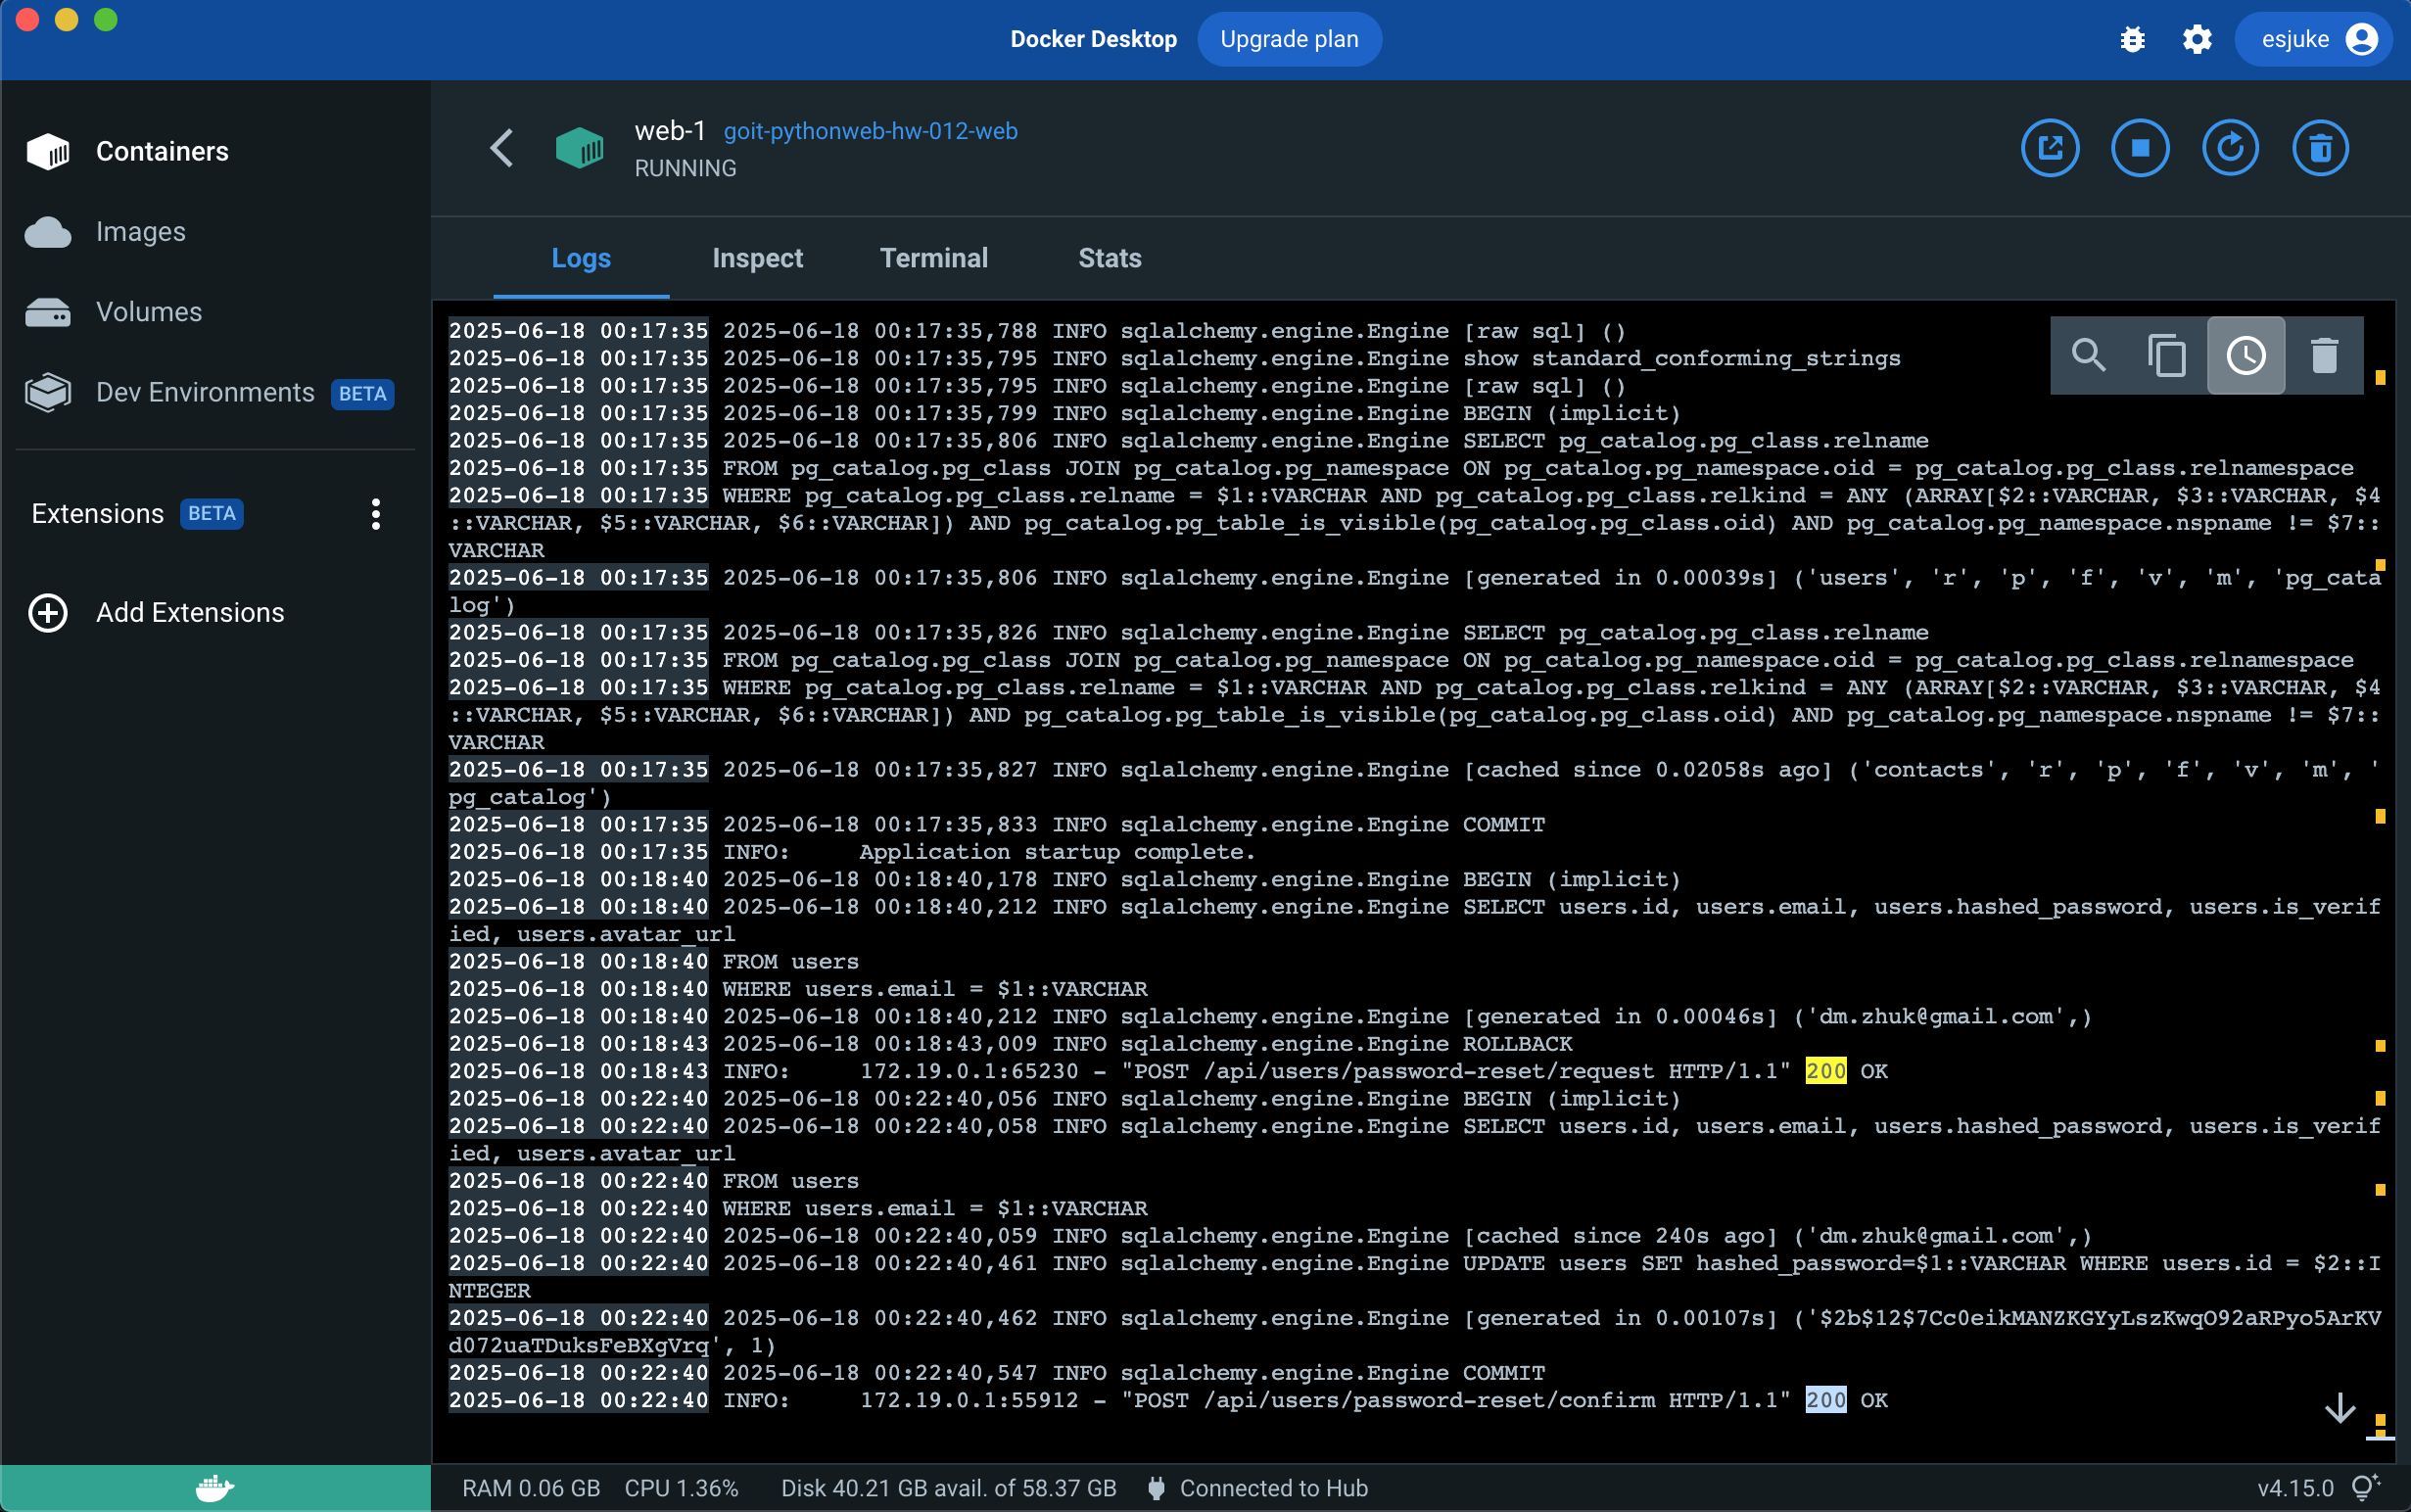 Docker Desktop
Upgrade plan
esjuke
Containers
Images
Volumes
Dev Environments BETA
Extensions BETA
Add Extensions
web-1 goit-pythonweb-hw-012-web
RUNNING
Logs
Inspect
Terminal
Stats
2025-06-18 00:17:35 2025-06-18 00:17:35,788 INFO sqlalchemy.engine.Engine [raw sql] ()
2025-06-18 00:17:35 2025-06-18 00:17:35,795 INFO sqlalchemy.engine.Engine show standard_conforming_strings
2025-06-18 00:17:35 2025-06-18 00:17:35,795 INFO sqlalchemy.engine.Engine [raw sql] ()
2025-06-18 00:17:35 2025-06-18 00:17:35,799 INFO sqlalchemy.engine.Engine BEGIN (implicit)
2025-06-18 00:17:35 2025-06-18 00:17:35,806 INFO sqlalchemy.engine.Engine SELECT pg_catalog.pg_class.relname
2025-06-18 00:17:35 FROM pg_catalog.pg_class JOIN pg_catalog.pg_namespace ON pg_catalog.pg_namespace.oid = pg_catalog.pg_class.relnamespace
2025-06-18 00:17:35 WHERE pg_catalog.pg_class.relname = $1::VARCHAR AND pg_catalog.pg_class.relkind = ANY (ARRAY[$2::VARCHAR, $3::VARCHAR, $4
::VARCHAR, $5::VARCHAR, $6::VARCHAR]) AND pg_catalog.pg_table_is_visible(pg_catalog.pg_class.oid) AND pg_catalog.pg_namespace.nspname != $7::
VARCHAR
2025-06-18 00:17:35 2025-06-18 00:17:35,806 INFO sqlalchemy.engine.Engine [generated in 0.00039s] ('users', 'r', 'p', 'f', 'v', 'm', 'pg_cata
log')
2025-06-18 00:17:35 2025-06-18 00:17:35,826 INFO sqlalchemy.engine.Engine SELECT pg_catalog.pg_class.relname
2025-06-18 00:17:35 FROM pg_catalog.pg_class JOIN pg_catalog.pg_namespace ON pg_catalog.pg_namespace.oid = pg_catalog.pg_class.relnamespace
2025-06-18 00:17:35 WHERE pg_catalog.pg_class.relname = $1::VARCHAR AND pg_catalog.pg_class.relkind = ANY (ARRAY[$2::VARCHAR, $3::VARCHAR, $4
::VARCHAR, $5::VARCHAR, $6::VARCHAR]) AND pg_catalog.pg_table_is_visible(pg_catalog.pg_class.oid) AND pg_catalog.pg_namespace.nspname != $7::
VARCHAR
2025-06-18 00:17:35 2025-06-18 00:17:35,827 INFO sqlalchemy.engine.Engine [cached since 0.02058s ago] ('contacts', 'r', 'p', 'f', 'v', 'm', '
pg_catalog')
2025-06-18 00:17:35 2025-06-18 00:17:35,833 INFO sqlalchemy.engine.Engine COMMIT
2025-06-18 00:17:35 INFO:     Application startup complete.
2025-06-18 00:18:40 2025-06-18 00:18:40,178 INFO sqlalchemy.engine.Engine BEGIN (implicit)
2025-06-18 00:18:40 2025-06-18 00:18:40,212 INFO sqlalchemy.engine.Engine SELECT users.id, users.email, users.hashed_password, users.is_verif
ied, users.avatar_url
2025-06-18 00:18:40 FROM users
2025-06-18 00:18:40 WHERE users.email = $1::VARCHAR
2025-06-18 00:18:40 2025-06-18 00:18:40,212 INFO sqlalchemy.engine.Engine [generated in 0.00046s] ('dm.zhuk@gmail.com',)
2025-06-18 00:18:43 2025-06-18 00:18:43,009 INFO sqlalchemy.engine.Engine ROLLBACK
2025-06-18 00:18:43 INFO:     172.19.0.1:65230 - "POST /api/users/password-reset/request HTTP/1.1" 200 OK
2025-06-18 00:22:40 2025-06-18 00:22:40,056 INFO sqlalchemy.engine.Engine BEGIN (implicit)
2025-06-18 00:22:40 2025-06-18 00:22:40,058 INFO sqlalchemy.engine.Engine SELECT users.id, users.email, users.hashed_password, users.is_verif
ied, users.avatar_url
2025-06-18 00:22:40 FROM users
2025-06-18 00:22:40 WHERE users.email = $1::VARCHAR
2025-06-18 00:22:40 2025-06-18 00:22:40,059 INFO sqlalchemy.engine.Engine [cached since 240s ago] ('dm.zhuk@gmail.com',)
2025-06-18 00:22:40 2025-06-18 00:22:40,461 INFO sqlalchemy.engine.Engine UPDATE users SET hashed_password=$1::VARCHAR WHERE users.id = $2::I
NTEGER
2025-06-18 00:22:40 2025-06-18 00:22:40,462 INFO sqlalchemy.engine.Engine [generated in 0.00107s] ('$2b$12$7Cc0eikMANZKGYyLszKwqO92aRPyo5ArKV
d072uaTDuksFeBXgVrq', 1)
2025-06-18 00:22:40 2025-06-18 00:22:40,547 INFO sqlalchemy.engine.Engine COMMIT
2025-06-18 00:22:40 INFO:     172.19.0.1:55912 - "POST /api/users/password-reset/confirm HTTP/1.1" 200 OK
RAM 0.06 GB CPU 1.36% Disk 40.21 GB avail. of 58.37 GB Connected to Hub v4.15.0